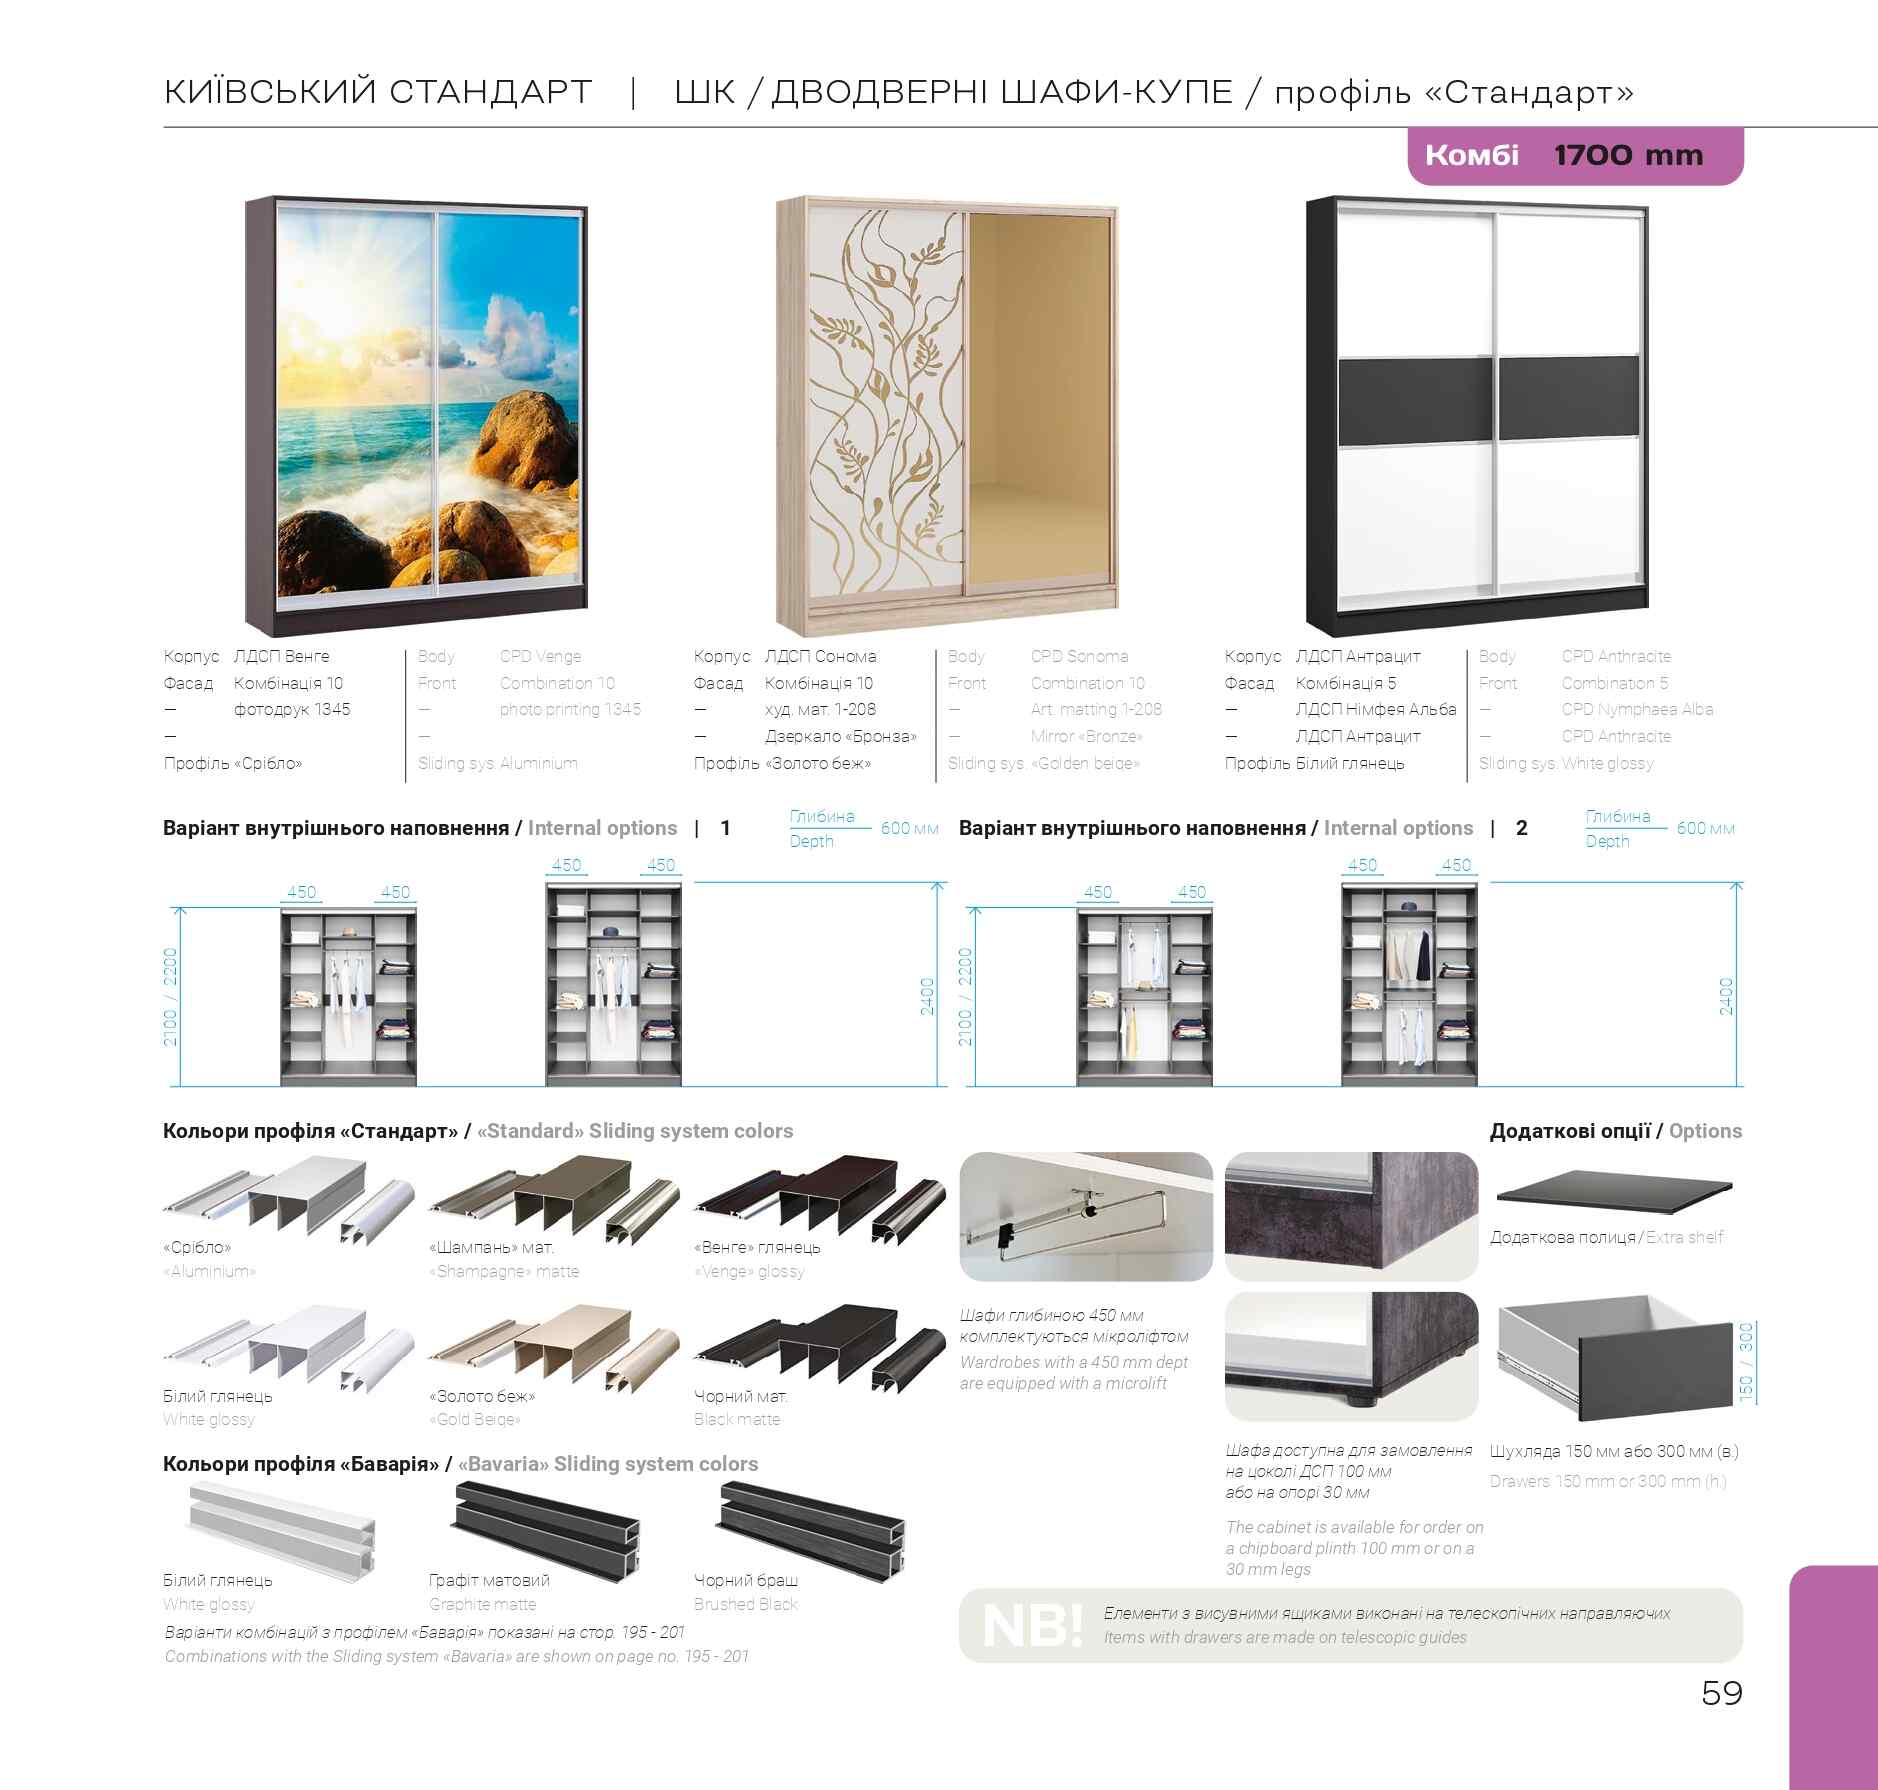 КИЇВСЬКИЙ СТАНДАРТ | ШК / ДВОДВЕРНІ ШАФИ-КУПЕ / профіль «Стандарт»
Комбі 1700 mm
Корпус ЛДСП Венге
Фасад Комбінація 10
— фотодрук 1345
—
Профіль «Срібло»
Body CPD Venge
Front Combination 10
— photo printing 1345
—
Sliding sys. Aluminium
Корпус ЛДСП Сонома
Фасад Комбінація 10
— худ. мат. 1-208
— Дзеркало «Бронза»
Профіль «Золото беж»
Body CPD Sonoma
Front Combination 10
— Art. matting 1-208
— Mirror «Bronze»
Sliding sys. «Golden beige»
Корпус ЛДСП Антрацит
Фасад Комбінація 5
— ЛДСП Німфея Альба
— ЛДСП Антрацит
Профіль Білий глянець
Body CPD Anthracite
Front Combination 5
— CPD Nymphaea Alba
— CPD Anthracite
Sliding sys. White glossy
Варіант внутрішнього наповнення / Internal options | 1
Глибина
Depth
600 мм
450 450
450 450
2100 / 2200
2400
Варіант внутрішнього наповнення / Internal options | 2
Глибина
Depth
600 мм
450 450
450 450
2100 / 2200
2400
Кольори профіля «Стандарт» / «Standard» Sliding system colors
«Срібло»
«Aluminium»
«Шампань» мат.
«Shampagne» matte
«Венге» глянець
«Venge» glossy
Білий глянець
White glossy
«Золото беж»
«Gold Beige»
Чорний мат.
Black matte
Кольори профіля «Баварія» / «Bavaria» Sliding system colors
Білий глянець
White glossy
Графіт матовий
Graphite matte
Чорний браш
Brushed Black
Варіанти комбінацій з профілем «Баварія» показані на стор. 195 - 201
Combinations with the Sliding system «Bavaria» are shown on page no. 195 - 201
Шафи глибиною 450 мм
комплектуються мікроліфтом
Wardrobes with a 450 mm dept
are equipped with a microlift
Шафа доступна для замовлення
на цоколі ДСП 100 мм
або на опорі 30 мм
The cabinet is available for order on
a chipboard plinth 100 mm or on a
30 mm legs
Додаткові опції / Options
Додаткова полиця / Extra shelf
150 / 300
Шухляда 150 мм або 300 мм (в.)
Drawers 150 mm or 300 mm (h.)
NB!
Елементи з висувними ящиками виконані на телескопічних направляючих
Items with drawers are made on telescopic guides
59